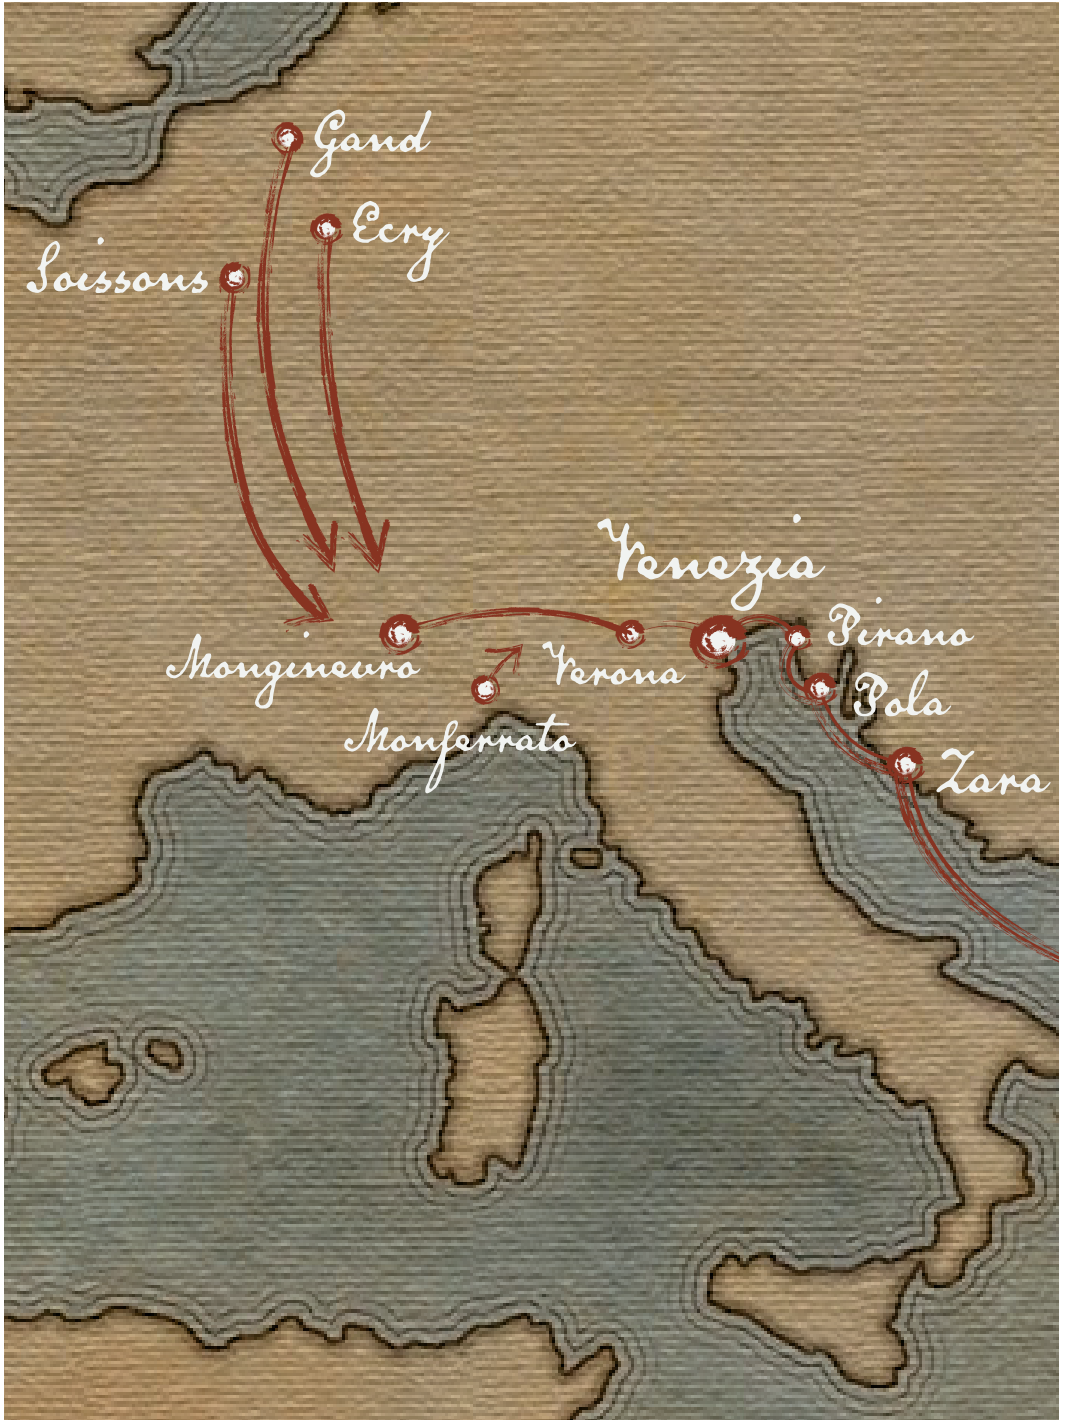 Gand
Ecry
Soissons
Venezia
Pirano
Monginevro
Verona
Pola
Monferrato
Zara